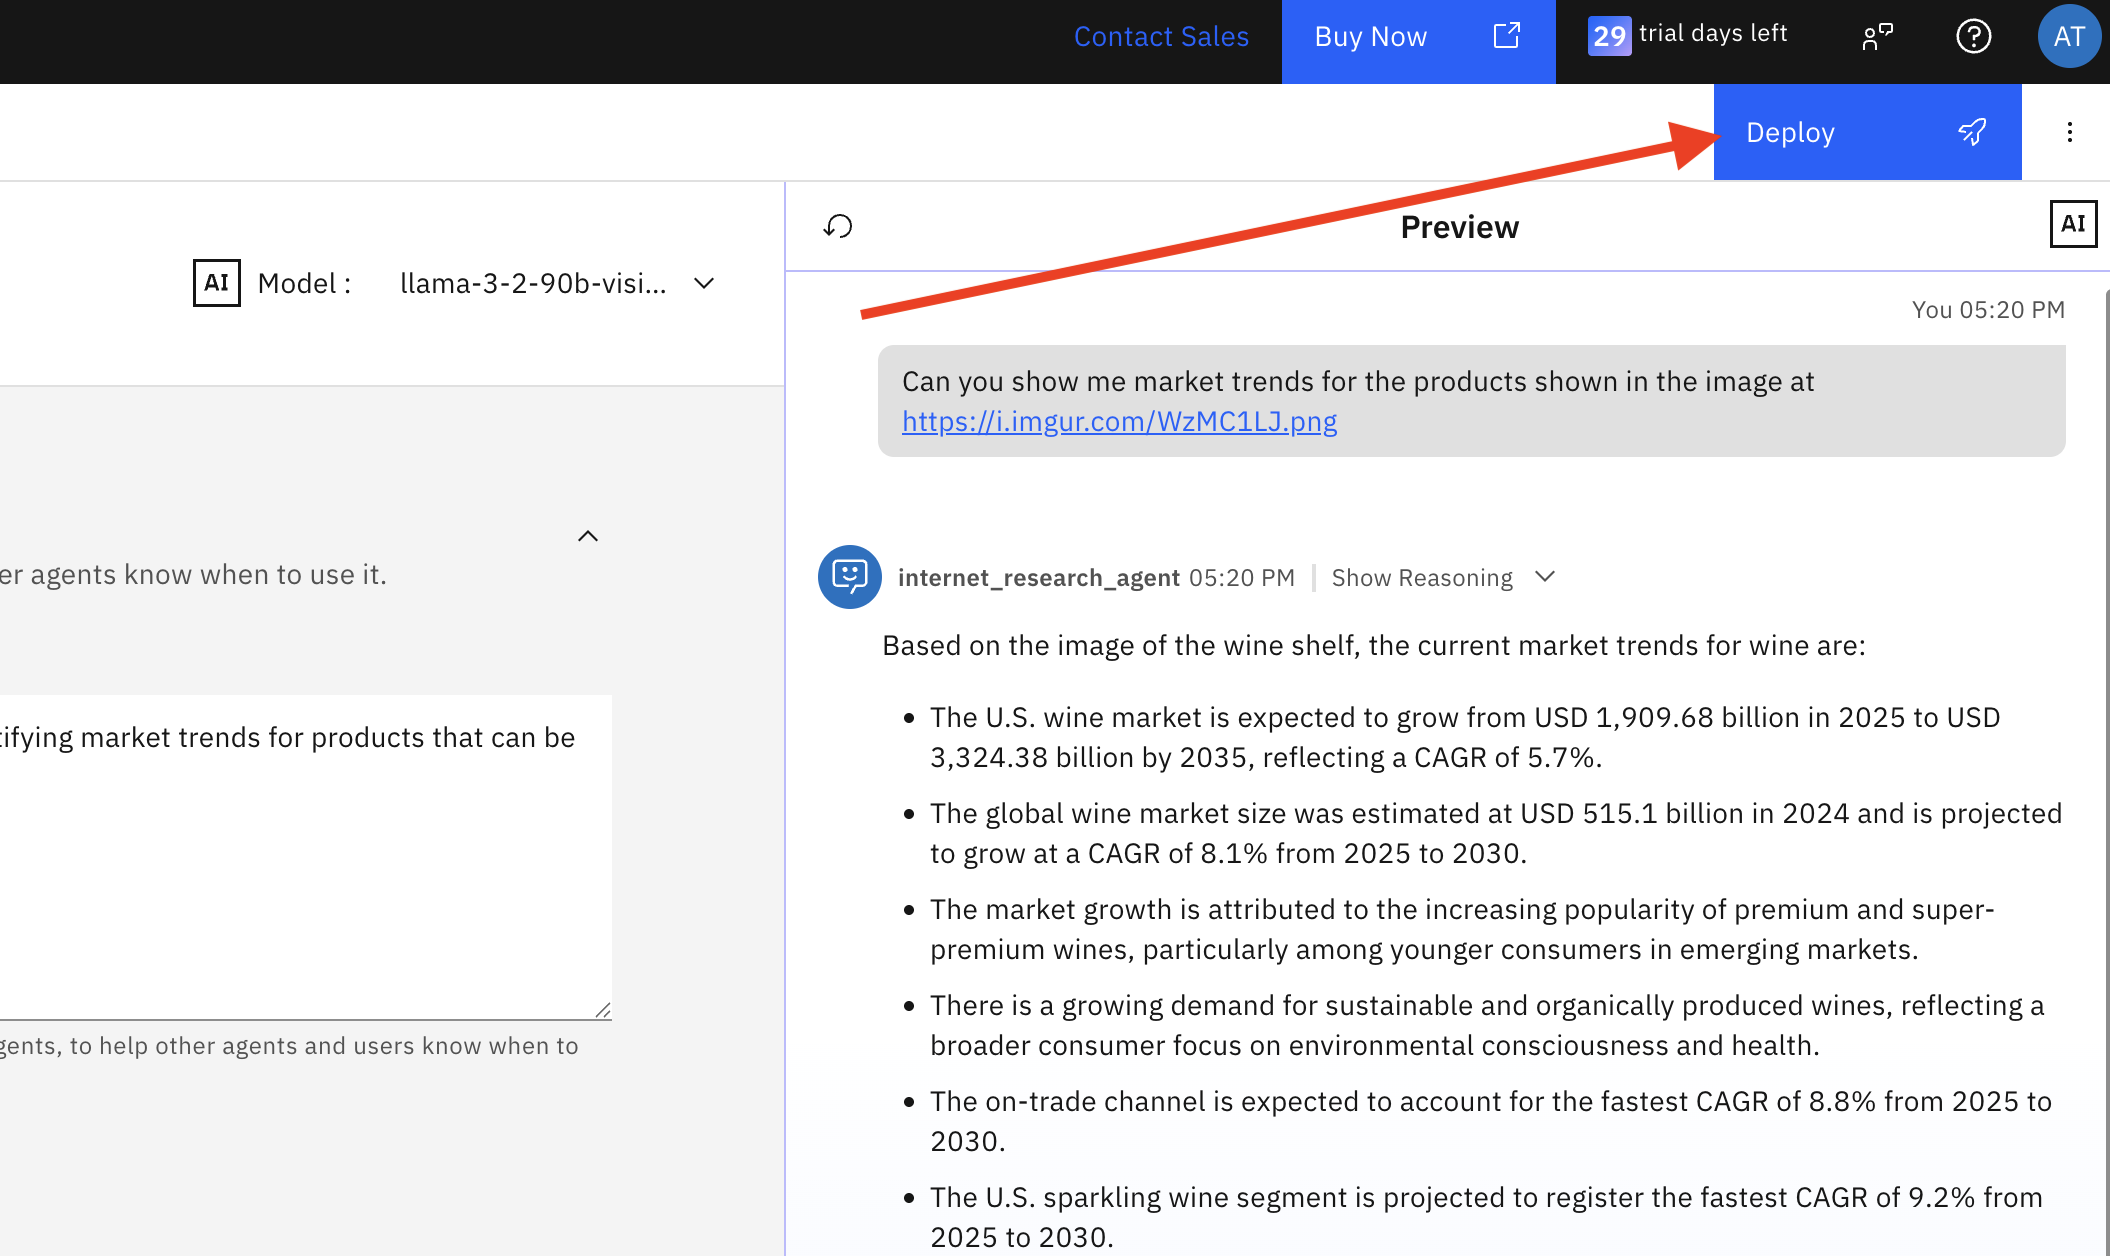 Contact Sales
Buy Now
29 trial days left
AT
Deploy
Preview
AI
AI Model : llama-3-2-90b-visi...
er agents know when to use it.
tifying market trends for products that can be
gents, to help other agents and users know when to
You 05:20 PM
Can you show me market trends for the products shown in the image at
https://i.imgur.com/WzMC1LJ.png
internet_research_agent 05:20 PM Show Reasoning
Based on the image of the wine shelf, the current market trends for wine are:
The U.S. wine market is expected to grow from USD 1,909.68 billion in 2025 to USD
3,324.38 billion by 2035, reflecting a CAGR of 5.7%.
The global wine market size was estimated at USD 515.1 billion in 2024 and is projected
to grow at a CAGR of 8.1% from 2025 to 2030.
The market growth is attributed to the increasing popularity of premium and super-
premium wines, particularly among younger consumers in emerging markets.
There is a growing demand for sustainable and organically produced wines, reflecting a
broader consumer focus on environmental consciousness and health.
The on-trade channel is expected to account for the fastest CAGR of 8.8% from 2025 to
2030.
The U.S. sparkling wine segment is projected to register the fastest CAGR of 9.2% from
2025 to 2030.